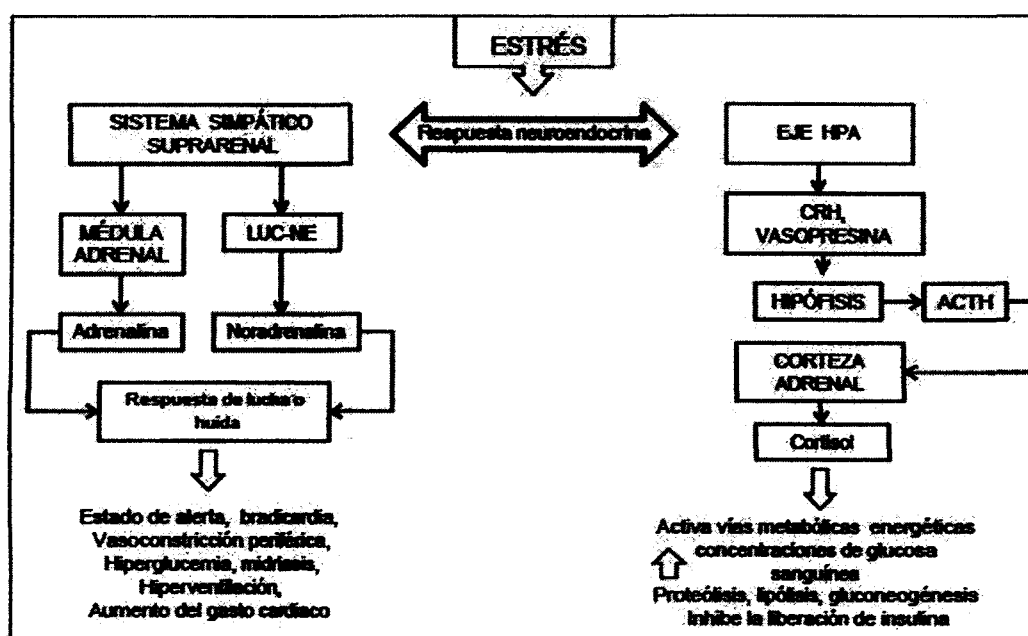 ESTRÉS
Respuesta neuroendocrina
SISTEMA SIMPÁTICO
SUPRARENAL
MÉDULA
ADRENAL
LUC-NE
Adrenalina
Noradrenalina
Respuesta de lucha o
huida
Estado de alerta, bradicardia,
Vasoconstricción periférica,
Hiperglucemia, midriasis,
Hiperventilación,
Aumento del gasto cardiaco
EJE HPA
CRH,
VASOPRESINA
HIPÓFISIS
ACTH
CORTEZA
ADRENAL
Cortisol
Activa vías metabólicas energéticas
concentraciones de glucosa
sanguínea
Proteólisis, lipólisis, gluconeogénesis
Inhibe la liberación de insulina